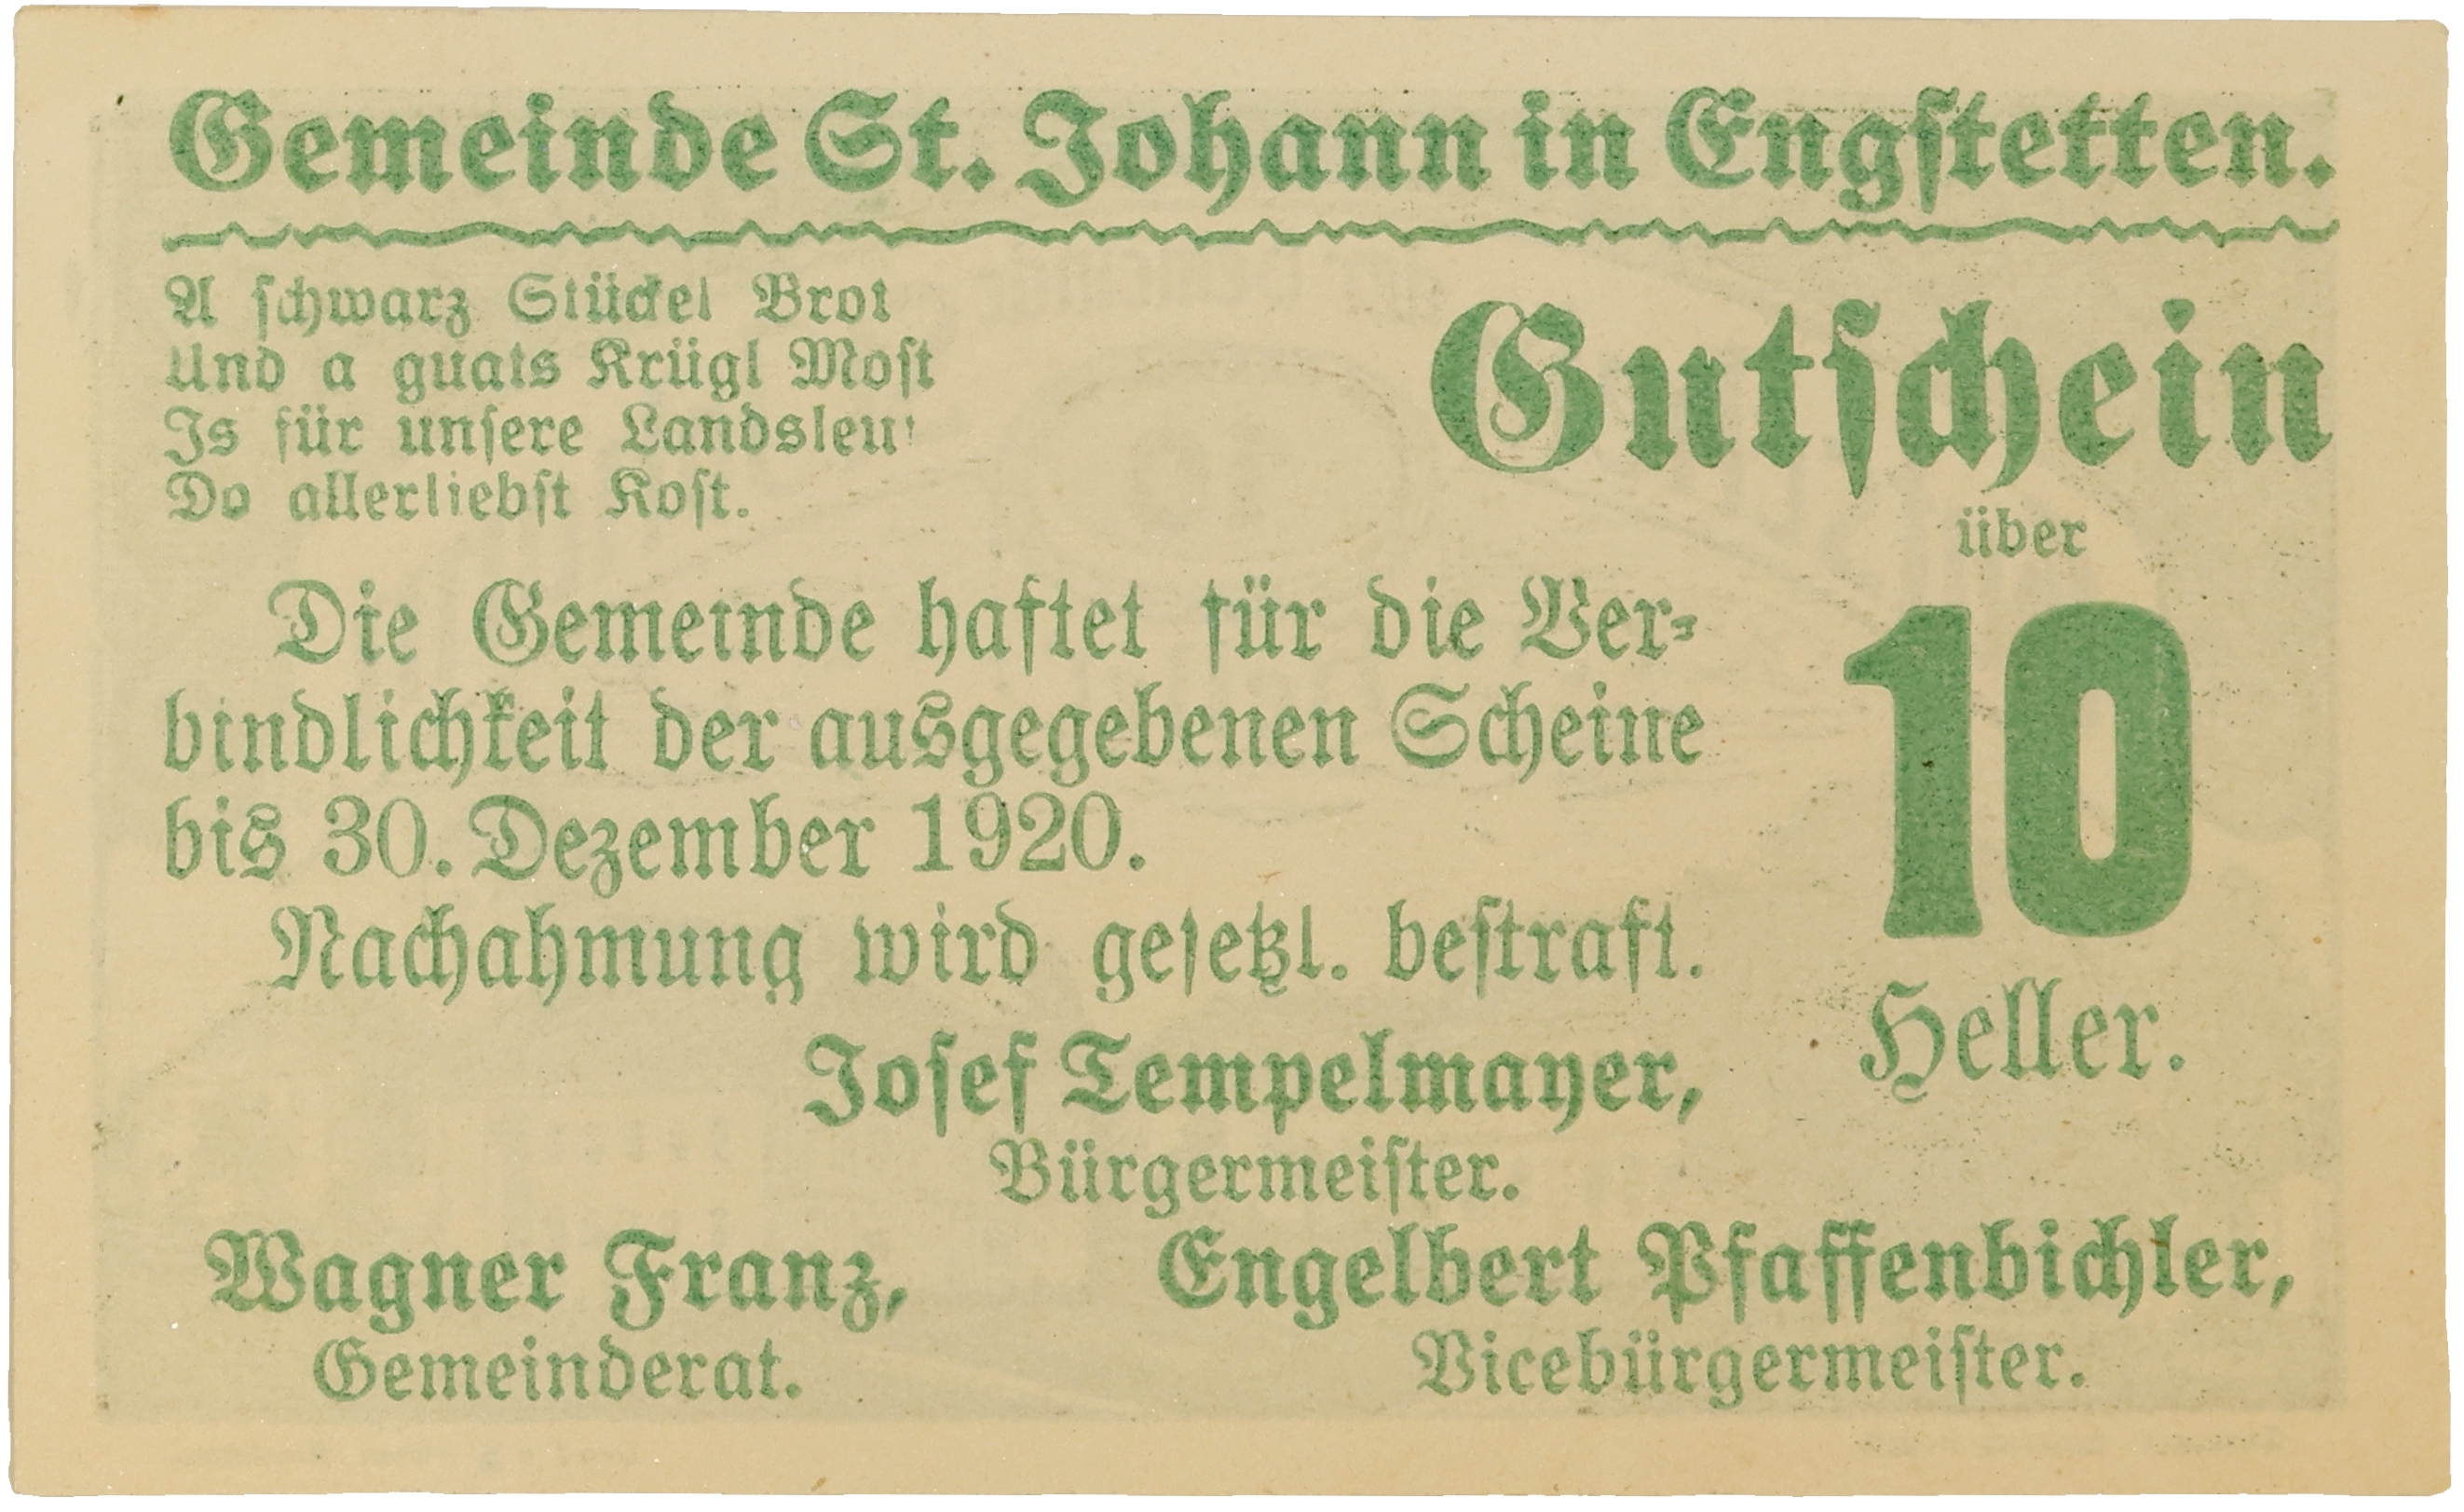 Gemeinde St. Johann in Engstetten.
A schwarz Stückel Brot
Und a guats Krügl Most
Is für unsere Landsleut
Do allerliebst Kost.
Gutschein
über
10
Heller.
Die Gemeinde haftet für die Ver-
bindlichkeit der ausgegebenen Scheine
bis 30. Dezember 1920.
Nachahmung wird gesetzl. bestraft.
Josef Tempelmayer,
Bürgermeister.
Wagner Franz,
Gemeinderat.
Engelbert Pfaffenbichler,
Vicebürgermeister.